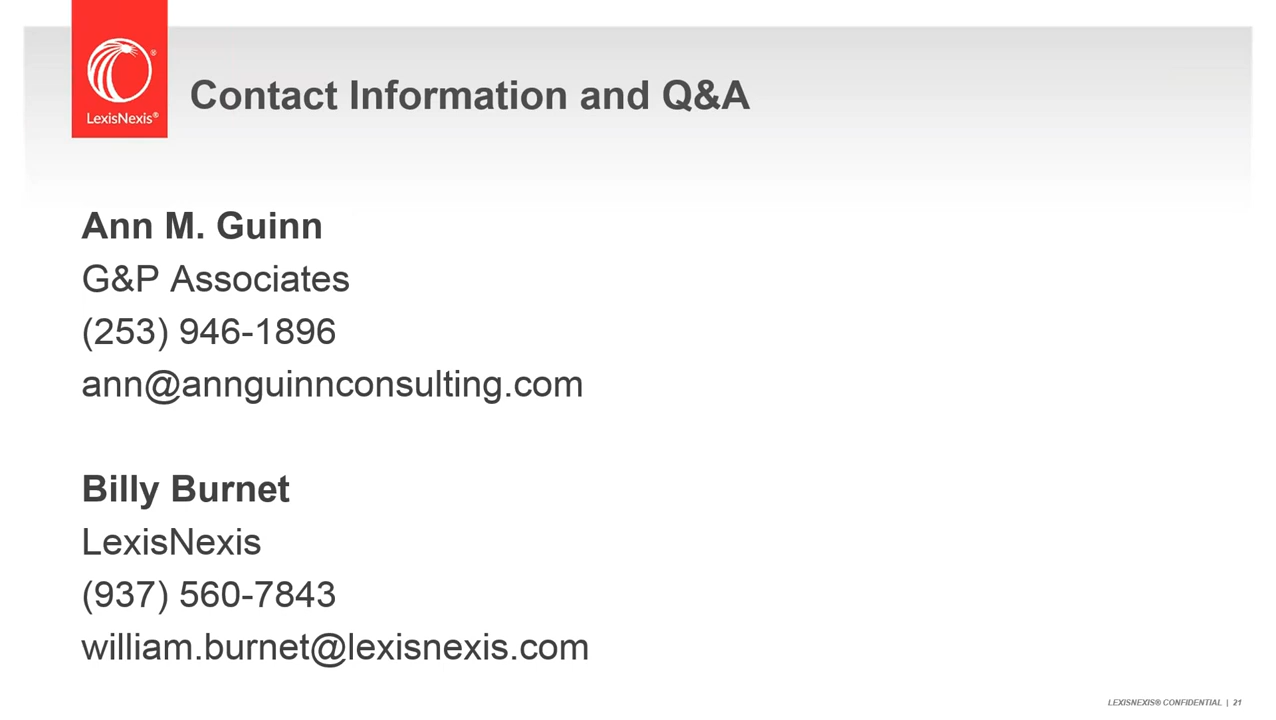 LexisNexis®
Contact Information and Q&A
Ann M. Guinn
G&P Associates
(253) 946-1896
ann@annguinnconsulting.com
Billy Burnet
LexisNexis
(937) 560-7843
william.burnet@lexisnexis.com
LEXISNEXIS® CONFIDENTIAL | 21